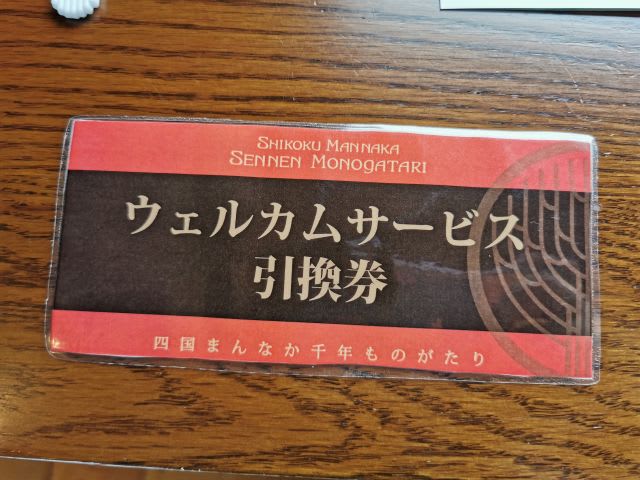 SHIKOKU MANNAKA
SENNEN MONOGATARI
ウェルカムサービス
引換券
四国まんなか千年ものがたり